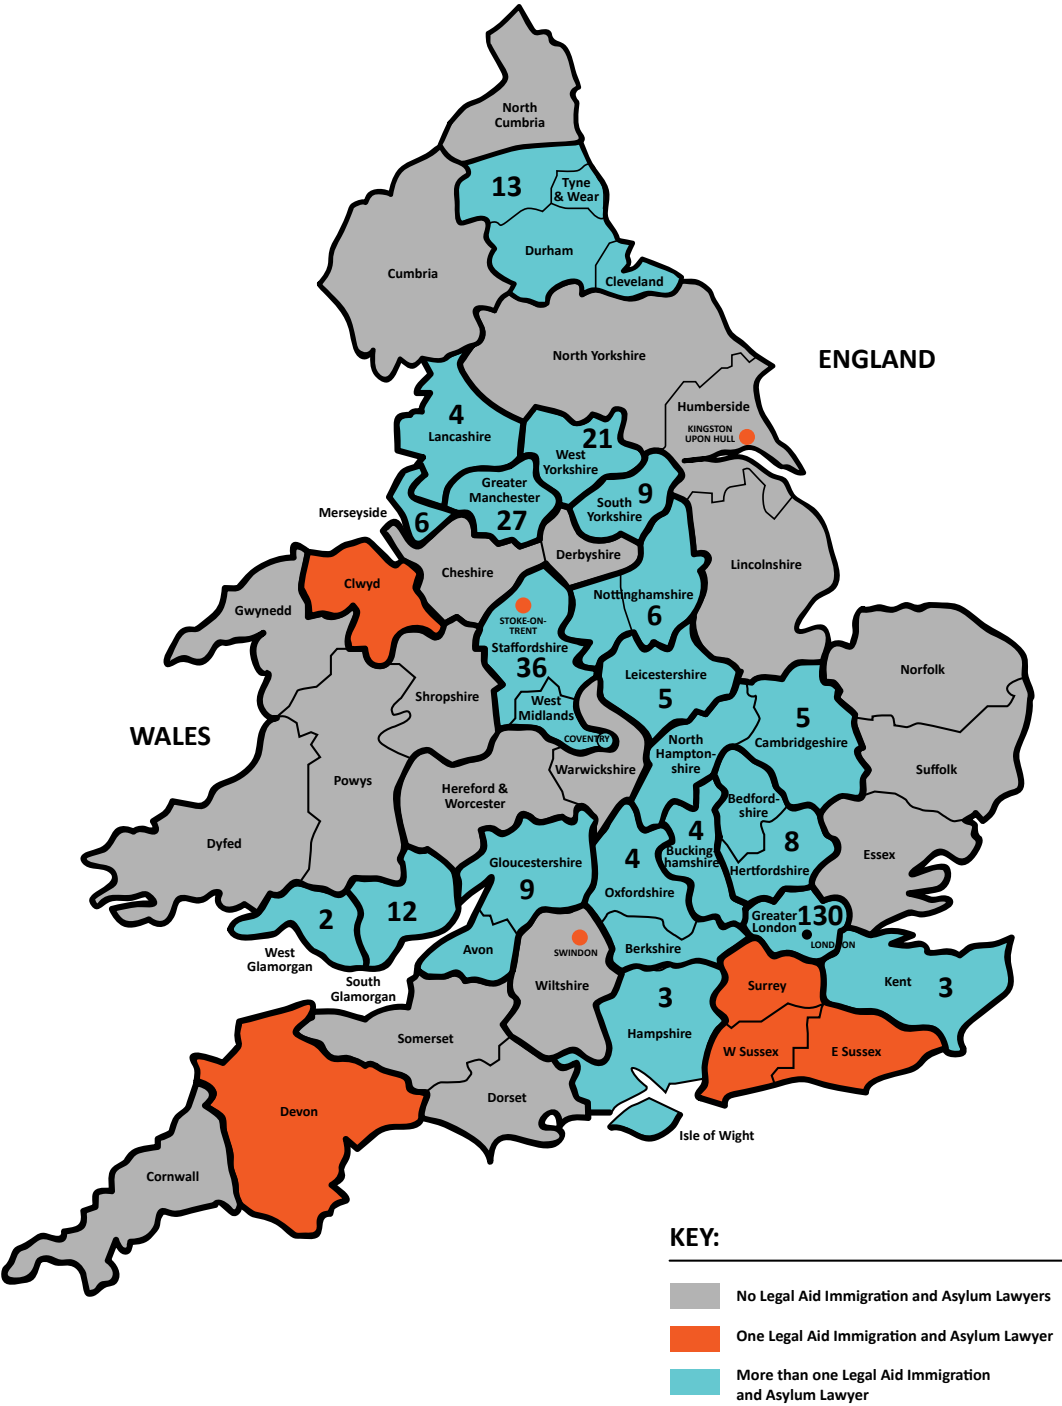 North
Cumbria
13
Tyne
& Wear
Durham
Cleveland
Cumbria
North Yorkshire
ENGLAND
Humberside
KINGSTON
UPON HULL
4
Lancashire
21
West
Yorkshire
Greater
Manchester
27
9
South
Yorkshire
Merseyside
6
Derbyshire
Cheshire
Lincolnshire
Clwyd
Gwynedd
Nottinghamshire
6
STOKE-ON-
TRENT
Staffordshire
36
West
Midlands
COVENTRY
Leicestershire
5
Norfolk
Shropshire
WALES
5
Cambridgeshire
North
Hampton-
shire
Warwickshire
Suffolk
Powys
Hereford &
Worcester
Bedford-
shire
8
Hertfordshire
4
Bucking
hamshire
Dyfed
Essex
Gloucestershire
9
4
Oxfordshire
2
12
Greater
London
130
LONDON
West
Glamorgan
South
Glamorgan
Avon
SWINDON
Wiltshire
Berkshire
Surrey
Kent
3
3
Hampshire
Somerset
W Sussex
E Sussex
Dorset
Devon
Isle of Wight
Cornwall
KEY:
No Legal Aid Immigration and Asylum Lawyers
One Legal Aid Immigration and Asylum Lawyer
More than one Legal Aid Immigration
and Asylum Lawyer